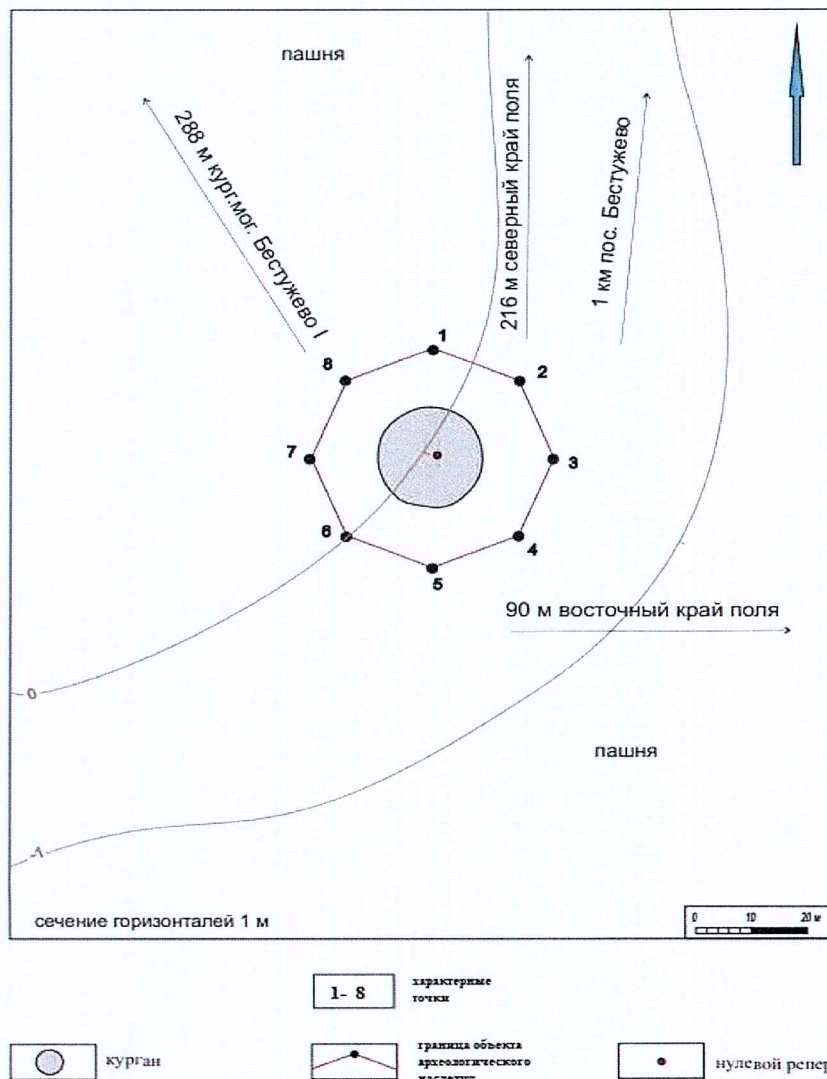 пашня
288 м кург.мог. Бестужево I
216 м северный край поля
1 км пос. Бестужево
1
2
3
4
5
6
7
8
90 м восточный край поля
0
-1
пашня
сечение горизонталей 1 м
0 10 20 м
1- 8
характерные
точки
курган
граница объекта
археологического
наследия
нулевой репер